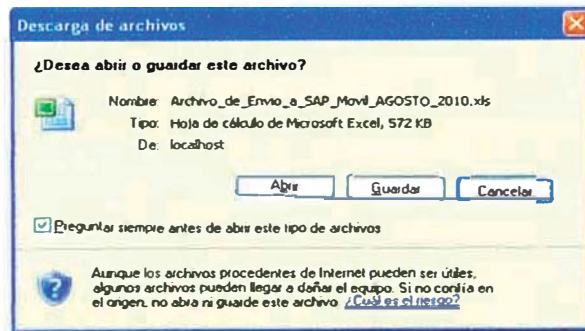 Descarga de archivos
¿Desea abrir o guardar este archivo?
Nombre: Archivo_de_Envio_a_SAP_Movil_AGOSTO_2010.xls
Tipo: Hoja de cálculo de Microsoft Excel, 572 KB
De: localhost
Abrir Guardar Cancelar
Preguntar siempre antes de abrir este tipo de archivos
Aunque los archivos procedentes de Internet pueden ser útiles,
algunos archivos pueden llegar a dañar el equipo. Si no confía en
el origen, no abra ni guarde este archivo. ¿Cuál es el riesgo?